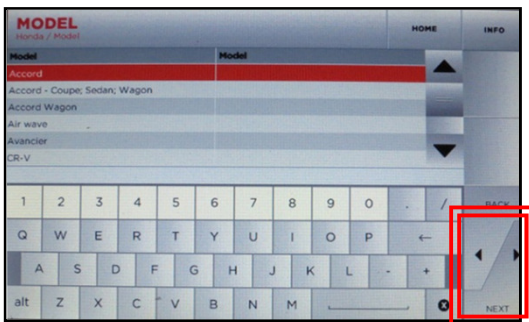 MODEL
Honda / Model
HOME
INFO
Model Model
Accord
Accord - Coupe; Sedan; Wagon
Accord Wagon
Air wave
Avancier
CR-V
1 2 3 4 5 6 7 8 9 0 . /
BACK
Q W E R T Y U I O P ←
A S D F G H J K L - +
alt Z X C V B N M
NEXT